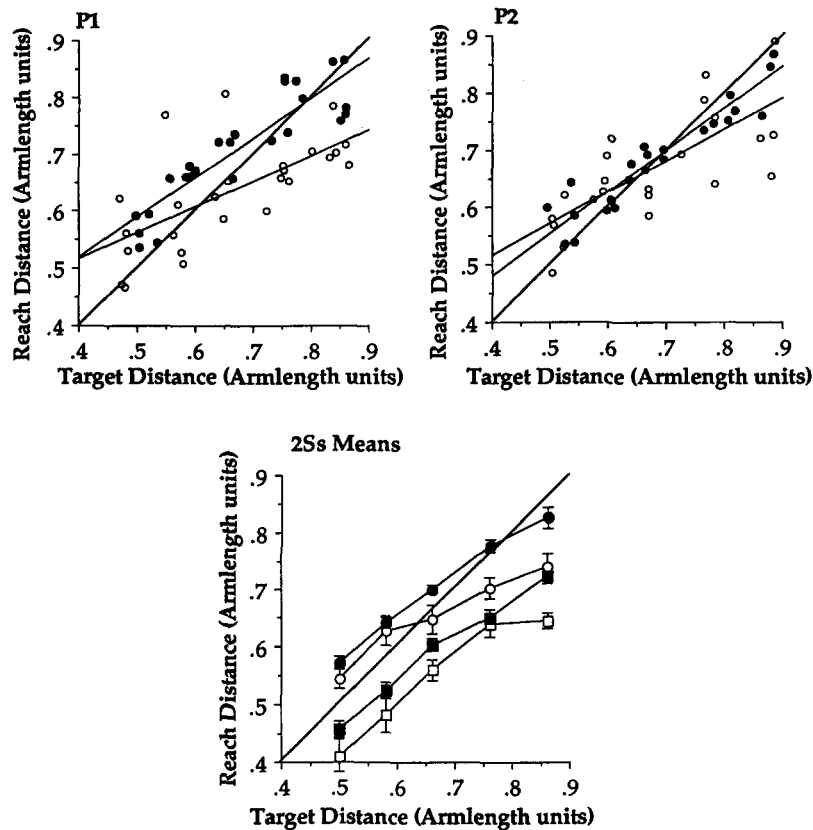 P1
Reach Distance (Armlength units)
.9
.8
.7
.6
.5
.4
.4 .5 .6 .7 .8 .9
Target Distance (Armlength units)
P2
Reach Distance (Armlength units)
.9
.8
.7
.6
.5
.4
.4 .5 .6 .7 .8 .9
Target Distance (Armlength units)
2Ss Means
Reach Distance (Armlength units)
.9
.8
.7
.6
.5
.4
.4 .5 .6 .7 .8 .9
Target Distance (Armlength units)